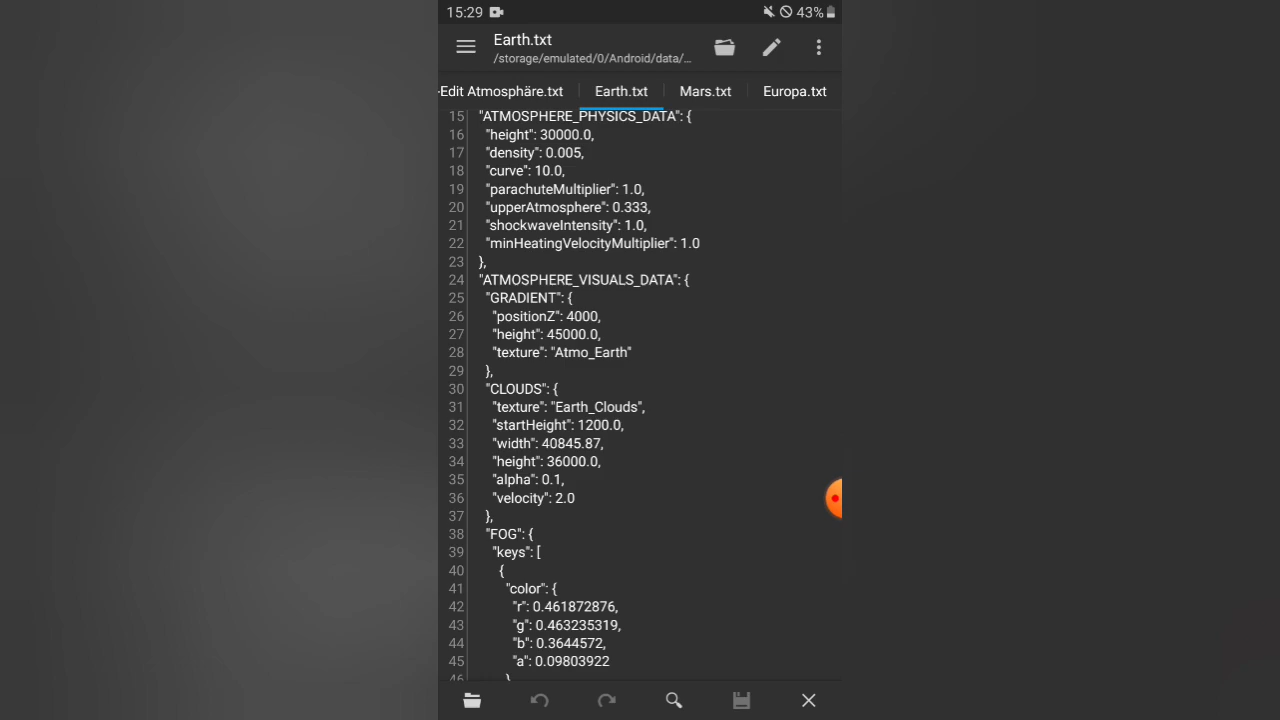 15:29 43%
Earth.txt
/storage/emulated/0/Android/data/...
Edit Atmosphäre.txt Earth.txt Mars.txt Europa.txt
15 "ATMOSPHERE_PHYSICS_DATA": {
16 "height": 30000.0,
17 "density": 0.005,
18 "curve": 10.0,
19 "parachuteMultiplier": 1.0,
20 "upperAtmosphere": 0.333,
21 "shockwaveIntensity": 1.0,
22 "minHeatingVelocityMultiplier": 1.0
23 },
24 "ATMOSPHERE_VISUALS_DATA": {
25 "GRADIENT": {
26 "positionZ": 4000,
27 "height": 45000.0,
28 "texture": "Atmo_Earth"
29 },
30 "CLOUDS": {
31 "texture": "Earth_Clouds",
32 "startHeight": 1200.0,
33 "width": 40845.87,
34 "height": 36000.0,
35 "alpha": 0.1,
36 "velocity": 2.0
37 },
38 "FOG": {
39 "keys": [
40 {
41 "color": {
42 "r": 0.461872876,
43 "g": 0.463235319,
44 "b": 0.3644572,
45 "a": 0.09803922
46 }